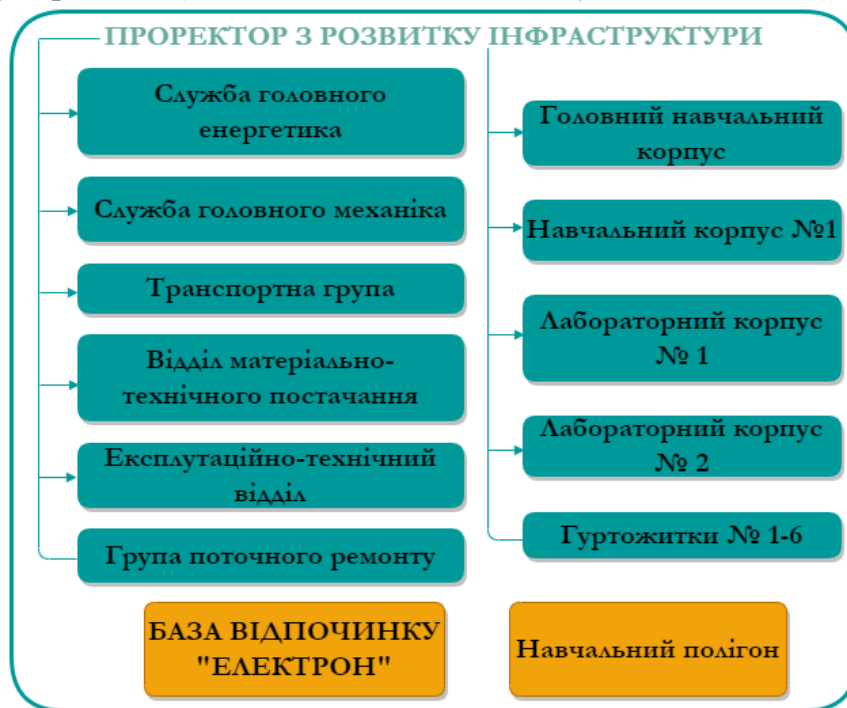 ПРОРЕКТОР З РОЗВИТКУ ІНФРАСТРУКТУРИ
Служба головного
енергетика
Служба головного механіка
Транспортна група
Відділ матеріально-
технічного постачання
Експлутаційно-технічний
відділ
Група поточного ремонту
Головний навчальний
корпус
Навчальний корпус №1
Лабораторний корпус
№ 1
Лабораторний корпус
№ 2
Гуртожитки № 1-6
БАЗА ВІДПОЧИНКУ
"ЕЛЕКТРОН"
Навчальний полігон